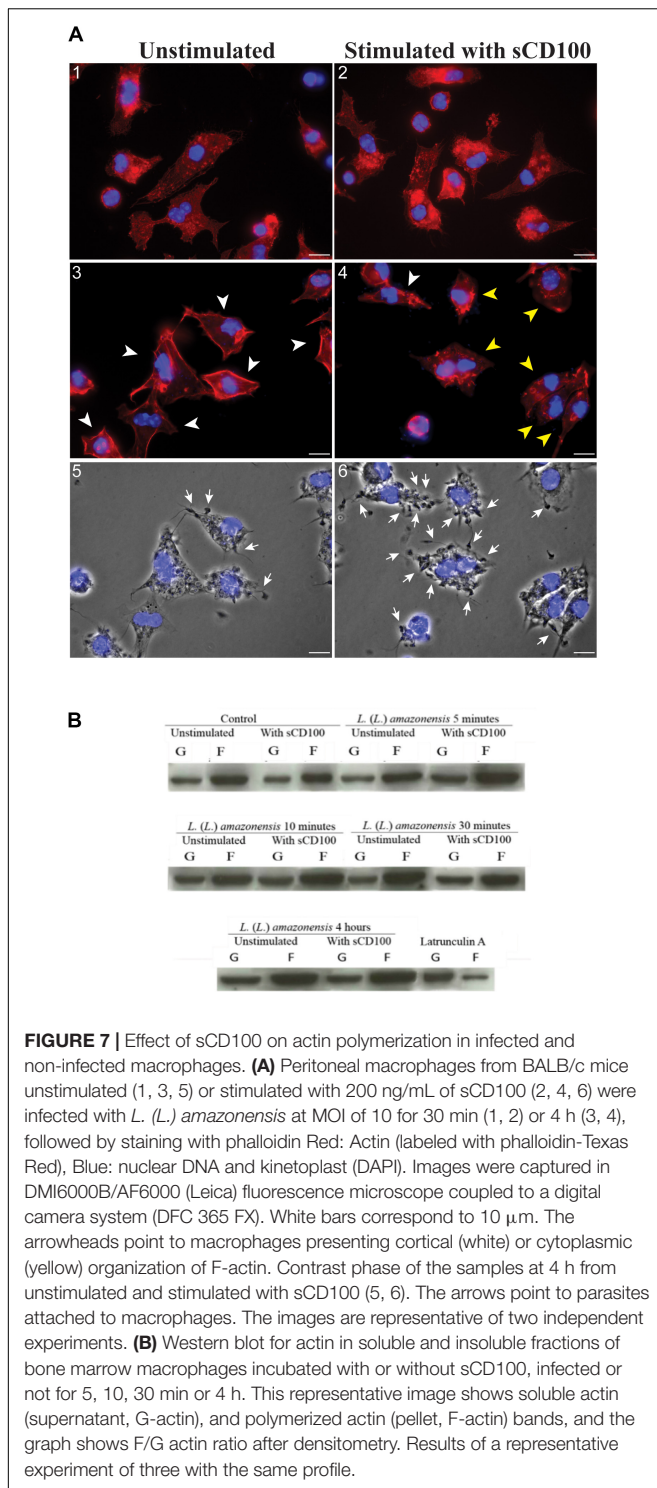 A
Unstimulated Stimulated with sCD100
1 2
3 4
5 6
B
Control L. (L.) amazonensis 5 minutes
Unstimulated With sCD100 Unstimulated With sCD100
G F G F G F G F
L. (L.) amazonensis 10 minutes L. (L.) amazonensis 30 minutes
Unstimulated With sCD100 Unstimulated With sCD100
G F G F G F G F
L. (L.) amazonensis 4 hours
Unstimulated With sCD100 Latrunculin A
G F G F G F
FIGURE 7 | Effect of sCD100 on actin polymerization in infected and
non-infected macrophages. (A) Peritoneal macrophages from BALB/c mice
unstimulated (1, 3, 5) or stimulated with 200 ng/mL of sCD100 (2, 4, 6) were
infected with L. (L.) amazonensis at MOI of 10 for 30 min (1, 2) or 4 h (3, 4),
followed by staining with phalloidin Red: Actin (labeled with phalloidin-Texas
Red), Blue: nuclear DNA and kinetoplast (DAPI). Images were captured in
DMI6000B/AF6000 (Leica) fluorescence microscope coupled to a digital
camera system (DFC 365 FX). White bars correspond to 10 μm. The
arrowheads point to macrophages presenting cortical (white) or cytoplasmic
(yellow) organization of F-actin. Contrast phase of the samples at 4 h from
unstimulated and stimulated with sCD100 (5, 6). The arrows point to parasites
attached to macrophages. The images are representative of two independent
experiments. (B) Western blot for actin in soluble and insoluble fractions of
bone marrow macrophages incubated with or without sCD100, infected or
not for 5, 10, 30 min or 4 h. This representative image shows soluble actin
(supernatant, G-actin), and polymerized actin (pellet, F-actin) bands, and the
graph shows F/G actin ratio after densitometry. Results of a representative
experiment of three with the same profile.